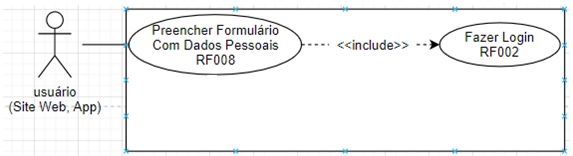 Preencher Formulário
Com Dados Pessoais
RF008
<<include>>
Fazer Login
RF002
usuário
(Site Web, App)